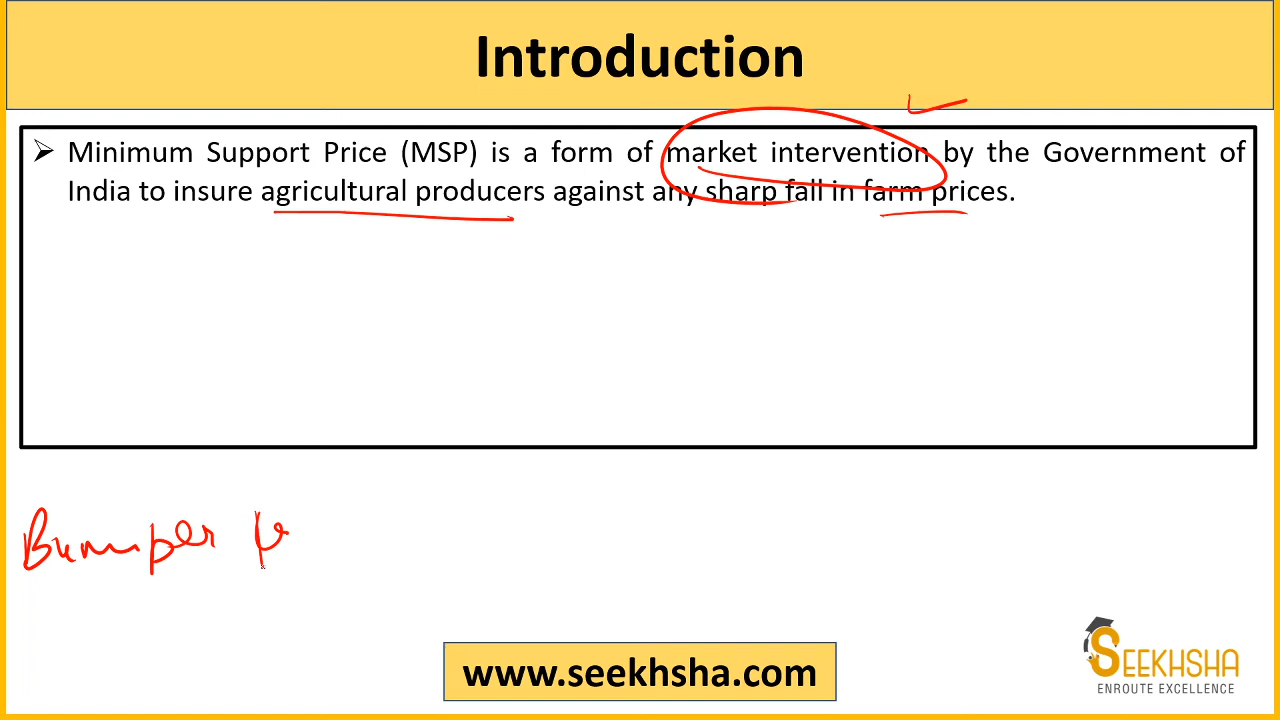 Introduction
➢ Minimum Support Price (MSP) is a form of market intervention by the Government of
India to insure agricultural producers against any sharp fall in farm prices.
Bumper
www.seekhsha.com
SEEKHSHA
ENROUTE EXCELLENCE